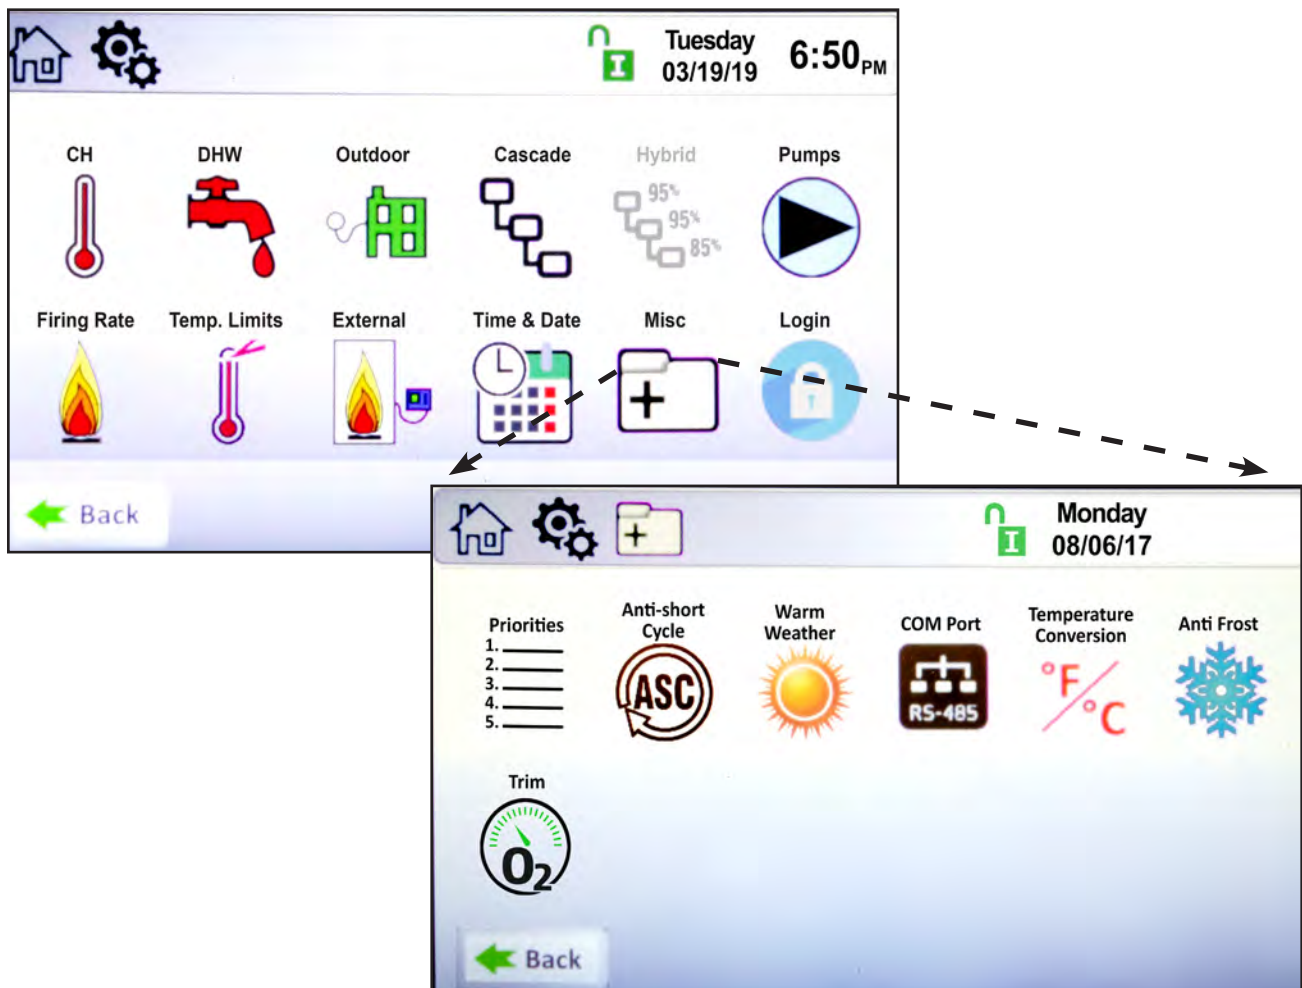 Tuesday
03/19/19
6:50 PM
CH
DHW
Outdoor
Cascade
Hybrid
95%
95%
85%
Pumps
Firing Rate
Temp. Limits
External
Time & Date
Misc
Login
Back
Monday
08/06/17
Priorities
1.
2.
3.
4.
5.
Anti-short
Cycle
ASC
Warm
Weather
COM Port
RS-485
Temperature
Conversion
°F/°C
Anti Frost
Trim
O2
Back